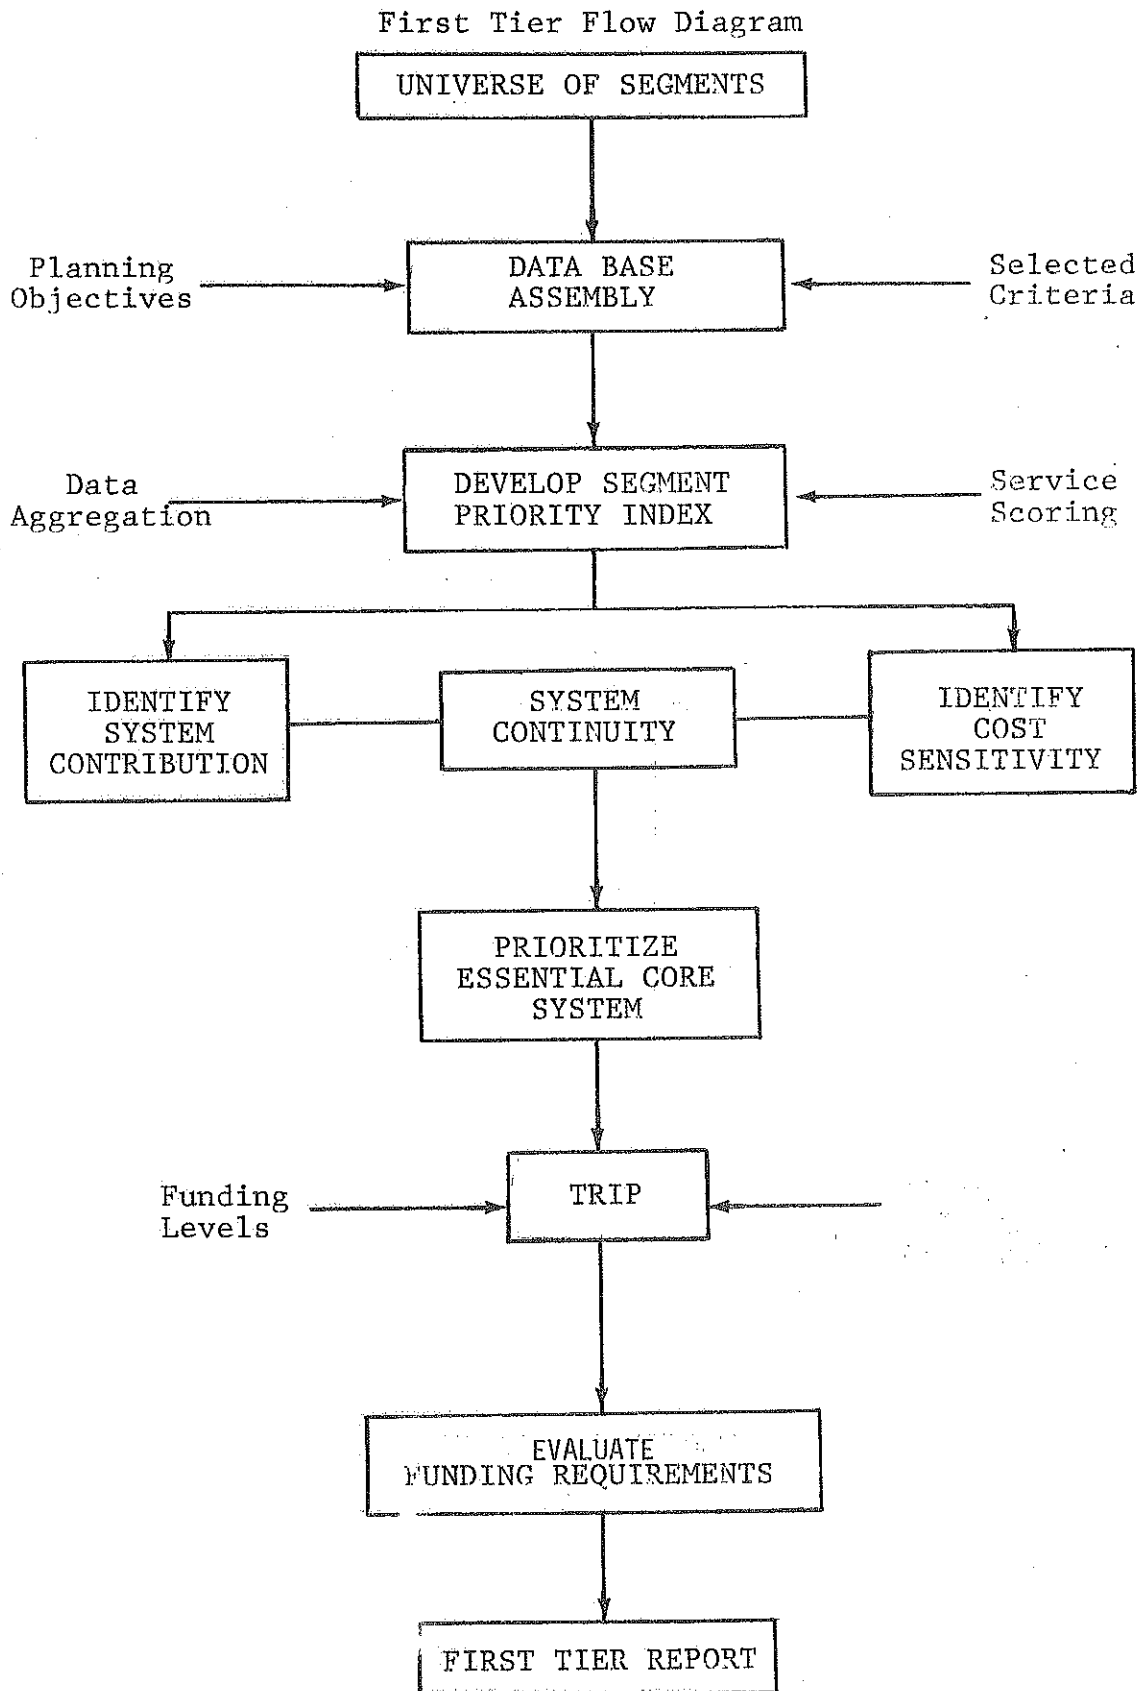 First Tier Flow Diagram
UNIVERSE OF SEGMENTS
Planning
Objectives
DATA BASE
ASSEMBLY
Selected
Criteria
Data
Aggregation
DEVELOP SEGMENT
PRIORITY INDEX
Service
Scoring
IDENTIFY
SYSTEM
CONTRIBUTION
SYSTEM
CONTINUITY
IDENTIFY
COST
SENSITIVITY
PRIORITIZE
ESSENTIAL CORE
SYSTEM
Funding
Levels
TRIP
EVALUATE
FUNDING REQUIREMENTS
FIRST TIER REPORT